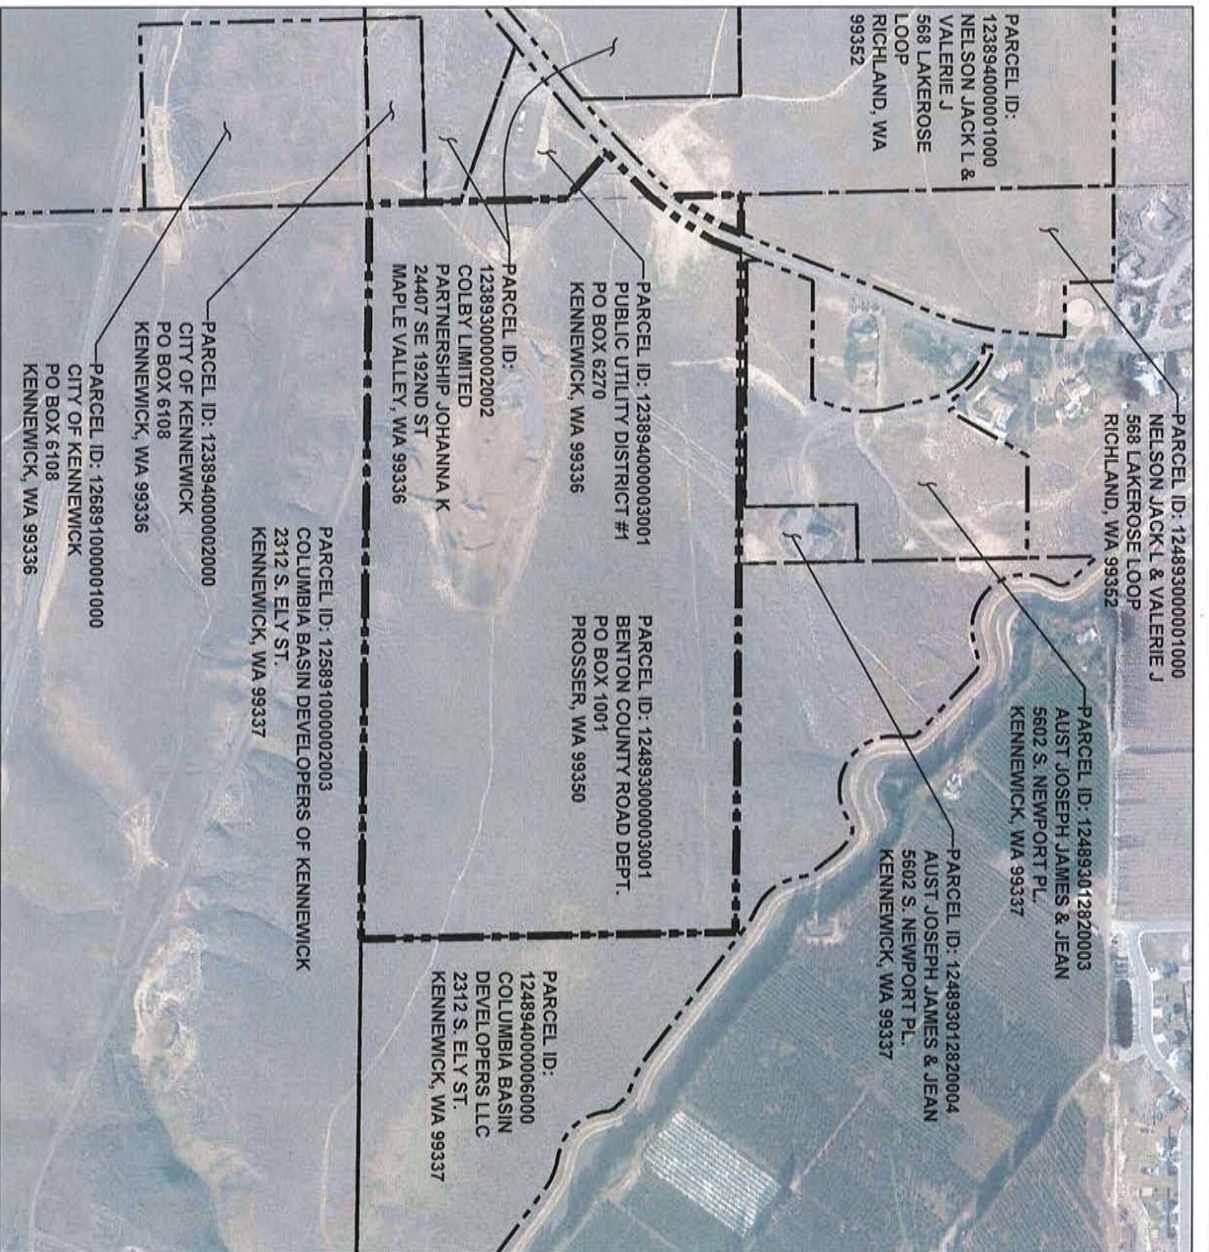 PARCEL ID:
123894000001000
NELSON JACK L &
VALERIE J
568 LAKEROSE
LOOP
RICHLAND, WA
99352
PARCEL ID: 124893000001000
NELSON JACK L & VALERIE J
568 LAKEROSE LOOP
RICHLAND, WA 99352
PARCEL ID: 124893012820003
AUST JOSEPH JAMES & JEAN
5602 S. NEWPORT PL.
KENNEWICK, WA 99337
PARCEL ID: 124893012820004
AUST JOSEPH JAMES & JEAN
5602 S. NEWPORT PL.
KENNEWICK, WA 99337
PARCEL ID: 123894000003001
PUBLIC UTILITY DISTRICT #1
PO BOX 6270
KENNEWICK, WA 99336
PARCEL ID: 124893000003001
BENTON COUNTY ROAD DEPT.
PO BOX 1001
PROSSER, WA 99350
PARCEL ID:
123893000002002
COLBY LIMITED
PARTNERSHIP JOHANNA K
24407 SE 192ND ST
MAPLE VALLEY, WA 99336
PARCEL ID:
124894000006000
COLUMBIA BASIN
DEVELOPERS LLC
2312 S. ELY ST.
KENNEWICK, WA 99337
PARCEL ID: 125891000002003
COLUMBIA BASIN DEVELOPERS OF KENNEWICK
2312 S. ELY ST.
KENNEWICK, WA 99337
PARCEL ID: 123894000002000
CITY OF KENNEWICK
PO BOX 6108
KENNEWICK, WA 99336
PARCEL ID: 126891000001000
CITY OF KENNEWICK
PO BOX 6108
KENNEWICK, WA 99336